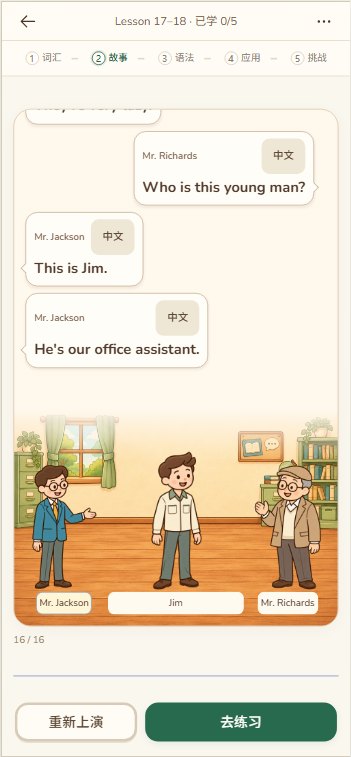 Lesson 17–18 · 已学 0/5
1 词汇 – 2 故事 – 3 语法 – 4 应用 – 5 挑战
Mr. Richards 中文
Who is this young man?
Mr. Jackson 中文
This is Jim.
Mr. Jackson 中文
He's our office assistant.
Mr. Jackson Jim Mr. Richards
16 / 16
重新上演 去练习